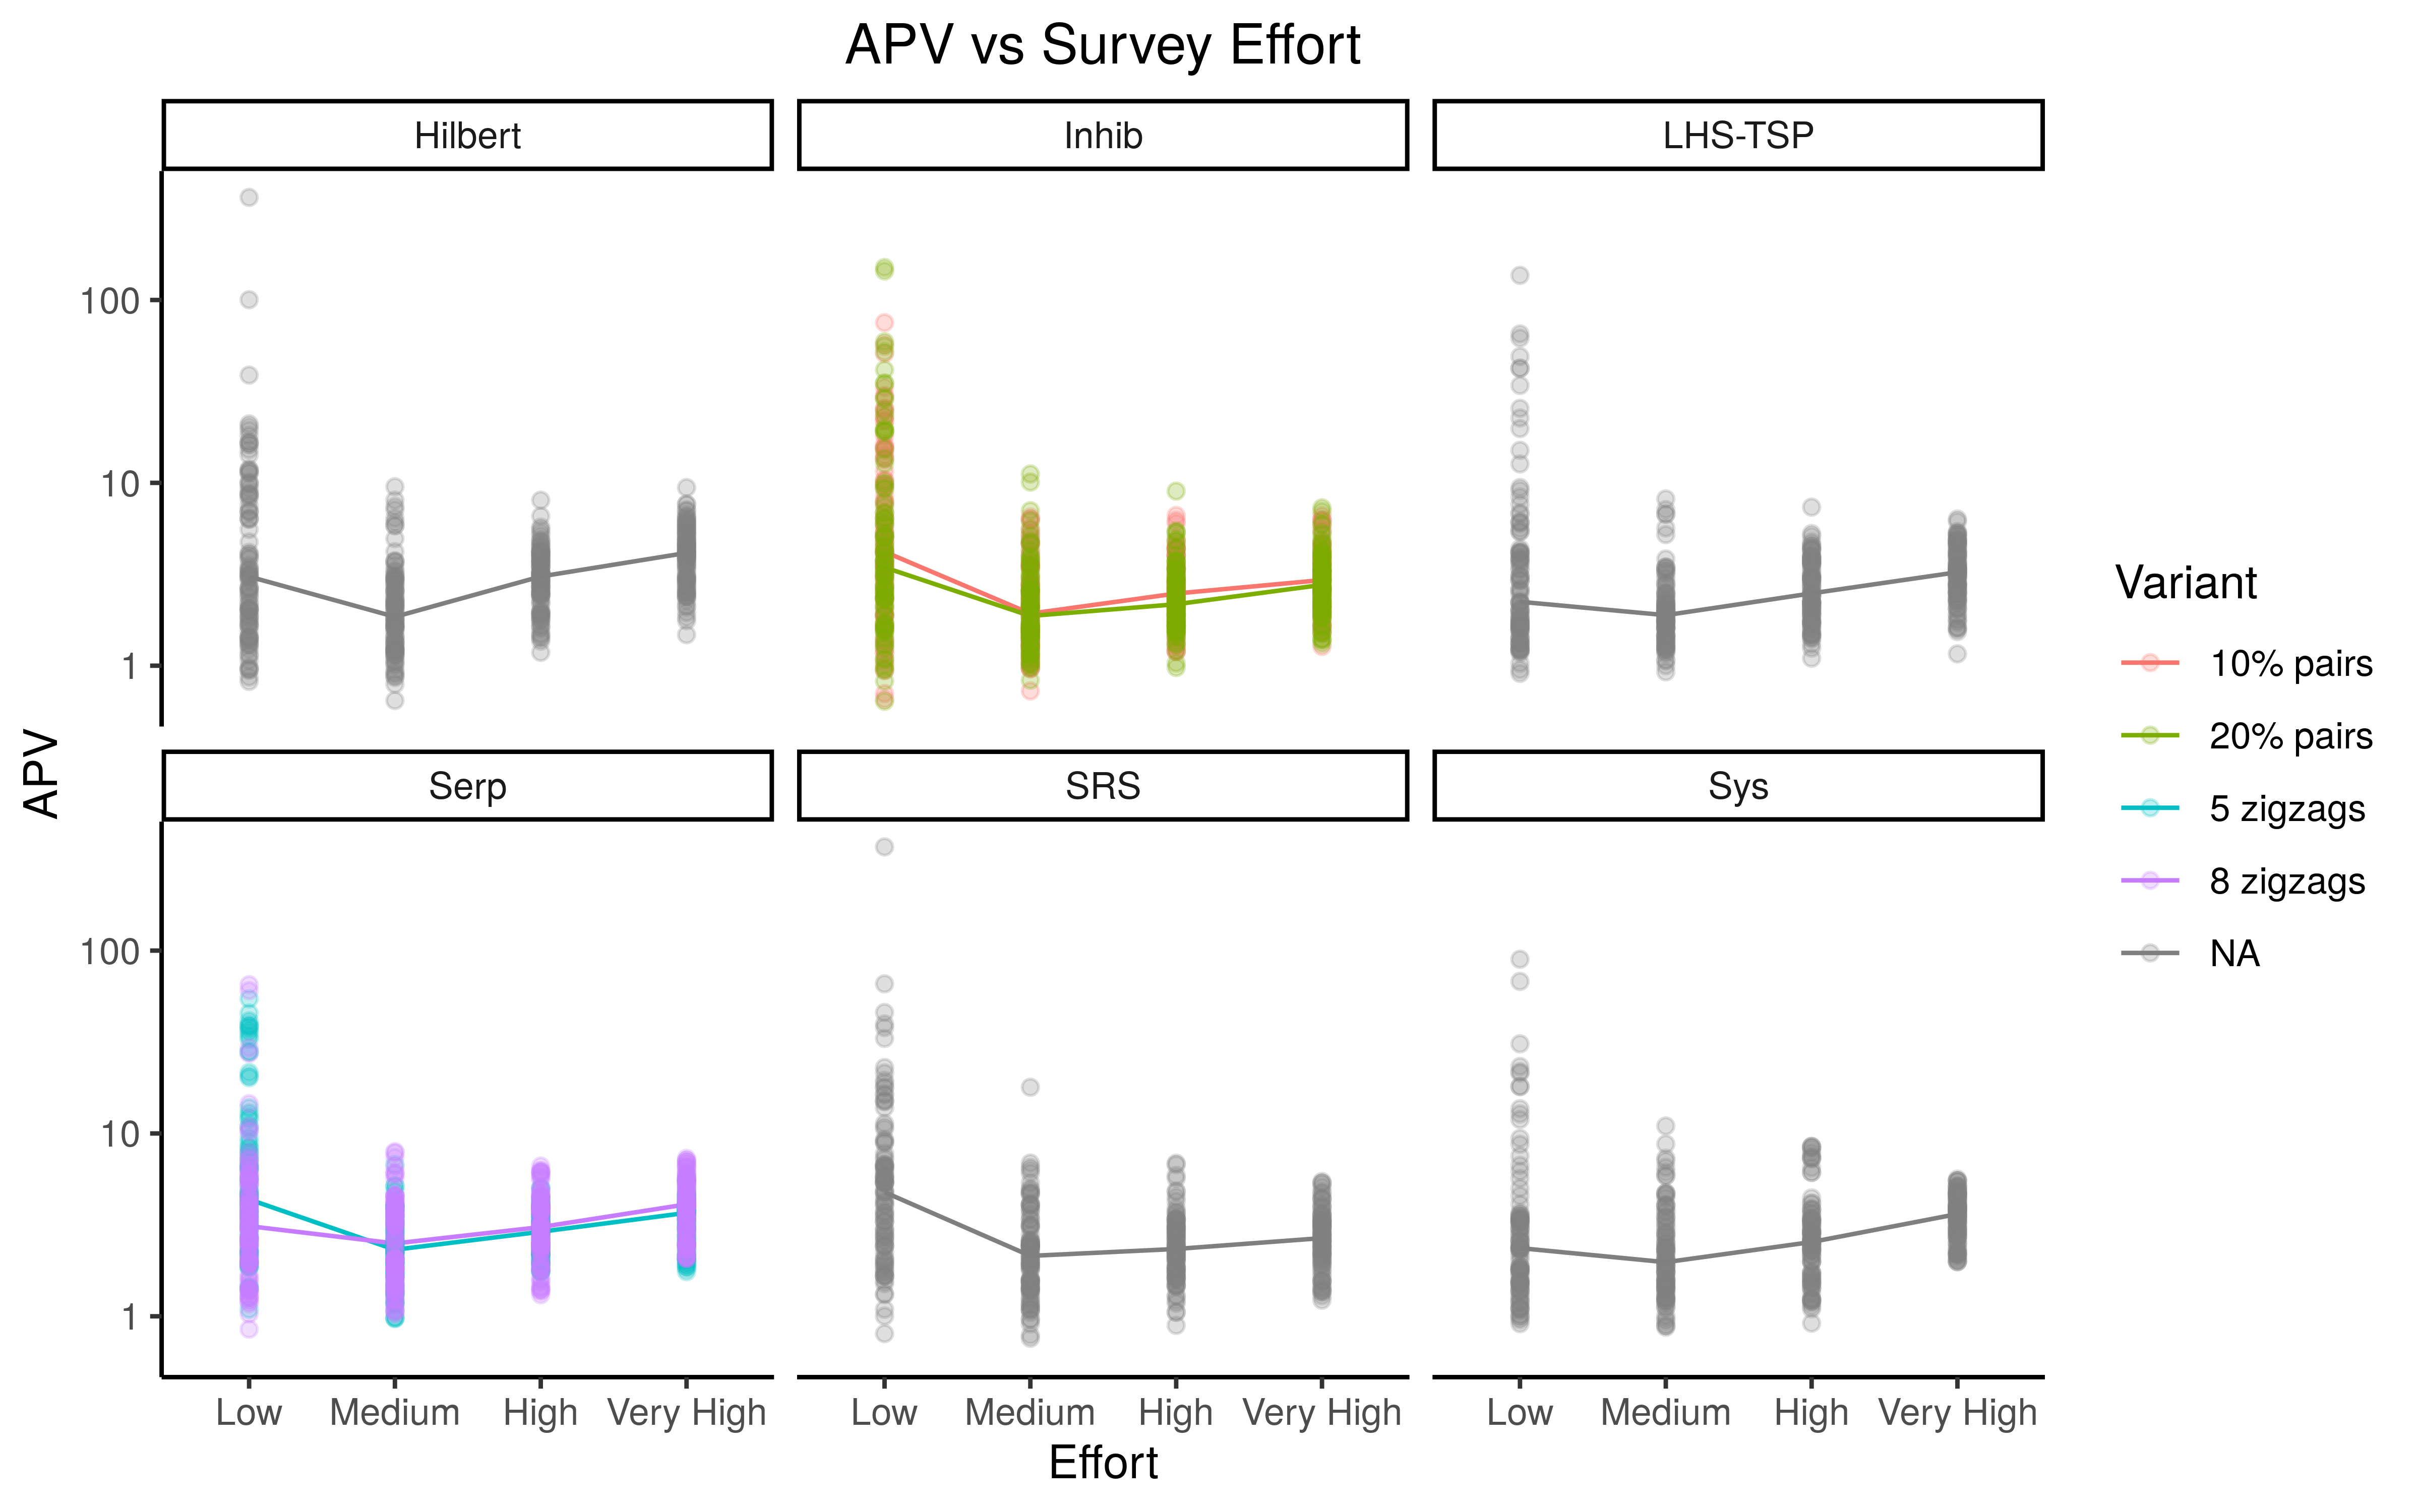 APV vs Survey Effort
Hilbert
Inhib
LHS-TSP
100
10
1
Serp
SRS
Sys
100
10
1
APV
Low Medium High Very High
Low Medium High Very High
Low Medium High Very High
Effort
Variant
10% pairs
20% pairs
5 zigzags
8 zigzags
NA